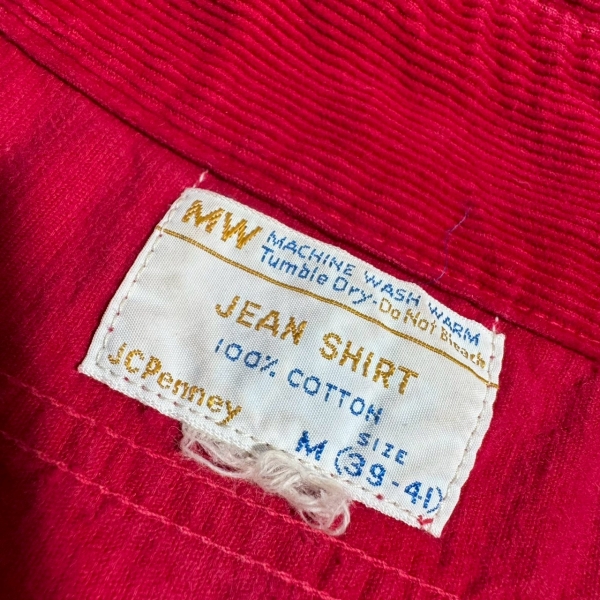 MW MACHINE WASH WARM
Tumble Dry-Do Not Bleach
JEAN SHIRT
100% COTTON
JCPenney
SIZE
M (39-41)